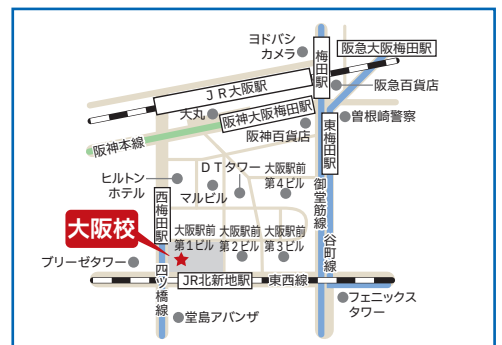 ヨドバシ
カメラ
梅田駅
阪急大阪梅田駅
JR大阪駅
阪急百貨店
大丸
阪神大阪梅田駅
阪神百貨店
東梅田駅
曽根崎警察
阪神本線
ヒルトン
ホテル
マルビル
DTタワー
大阪駅前
第4ビル
御堂筋線
谷町線
西梅田駅
大阪校
大阪駅前
第1ビル
大阪駅前
第2ビル
大阪駅前
第3ビル
ブリーゼタワー
四ツ橋線
JR北新地駅
東西線
堂島アバンザ
フェニックス
タワー